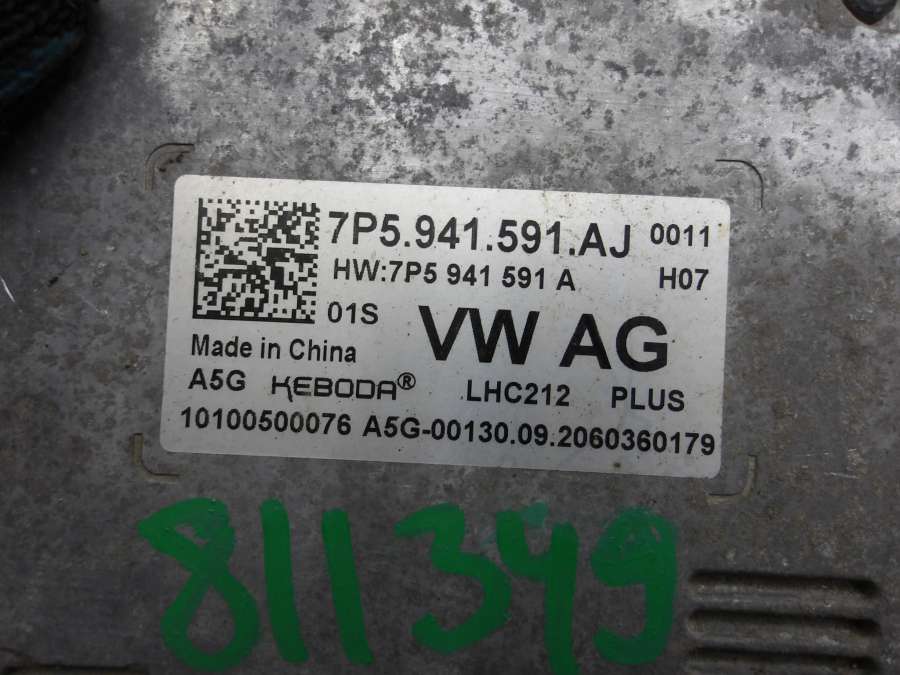 7P5.941.591.AJ 0011
HW:7P5 941 591 A H07
01S VW AG
Made in China
A5G KEBODA® LHC212 PLUS
10100500076 A5G-00130.09.2060360179
811349